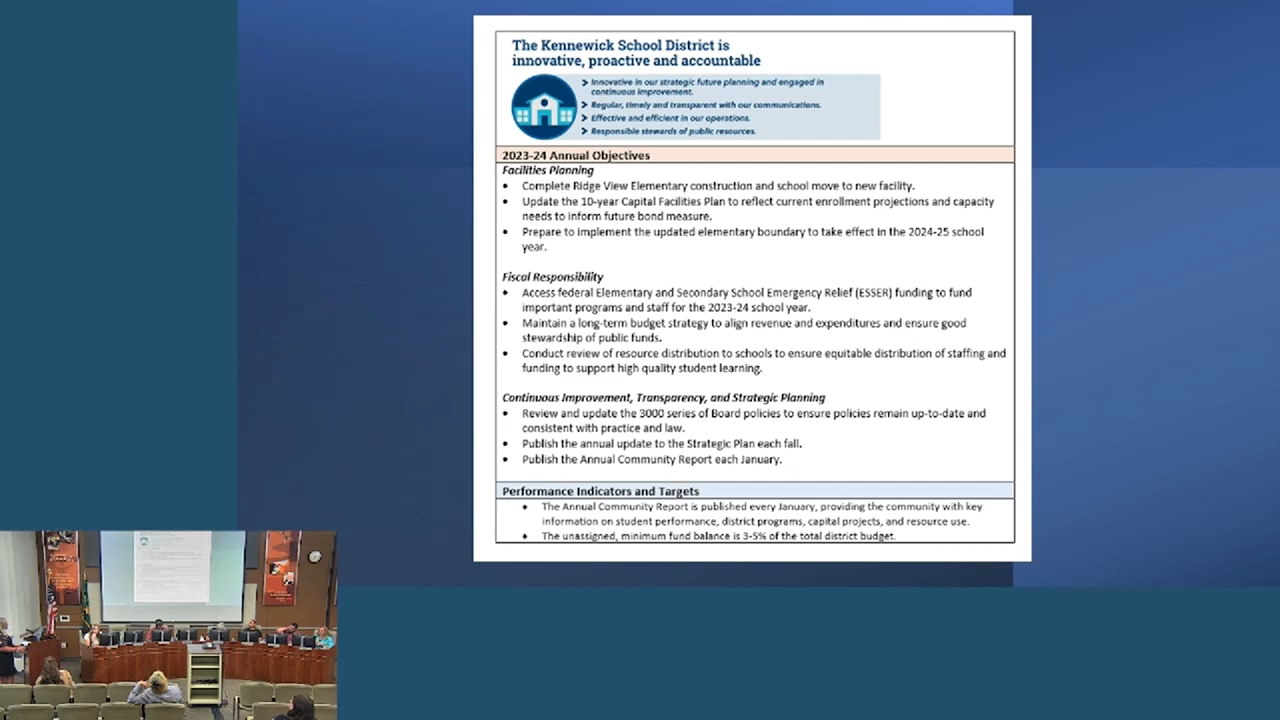 The Kennewick School District is
innovative, proactive and accountable
Innovative in our strategic future planning and engaged in
continuous improvement.
Regular, timely and transparent with our communications.
Effective and efficient in our operations.
Responsible stewards of public resources.
2023-24 Annual Objectives
Facilities Planning
• Complete Ridge View Elementary construction and school move to new facility.
• Update the 10-year Capital Facilities Plan to reflect current enrollment projections and capacity
needs to inform future bond measure.
• Prepare to implement the updated elementary boundary to take effect in the 2024-25 school
year.
Fiscal Responsibility
• Access federal Elementary and Secondary School Emergency Relief (ESSER) funding to fund
important programs and staff for the 2023-24 school year.
• Maintain a long-term budget strategy to align revenue and expenditures and ensure good
stewardship of public funds.
• Conduct review of resource distribution to schools to ensure equitable distribution of staffing and
funding to support high quality student learning.
Continuous Improvement, Transparency, and Strategic Planning
• Review and update the 3000 series of Board policies to ensure policies remain up-to-date and
consistent with practice and law.
• Publish the annual update to the Strategic Plan each fall.
• Publish the Annual Community Report each January.
Performance Indicators and Targets
• The Annual Community Report is published every January, providing the community with key
information on student performance, district programs, capital projects, and resource use.
• The unassigned, minimum fund balance is 3-5% of the total district budget.